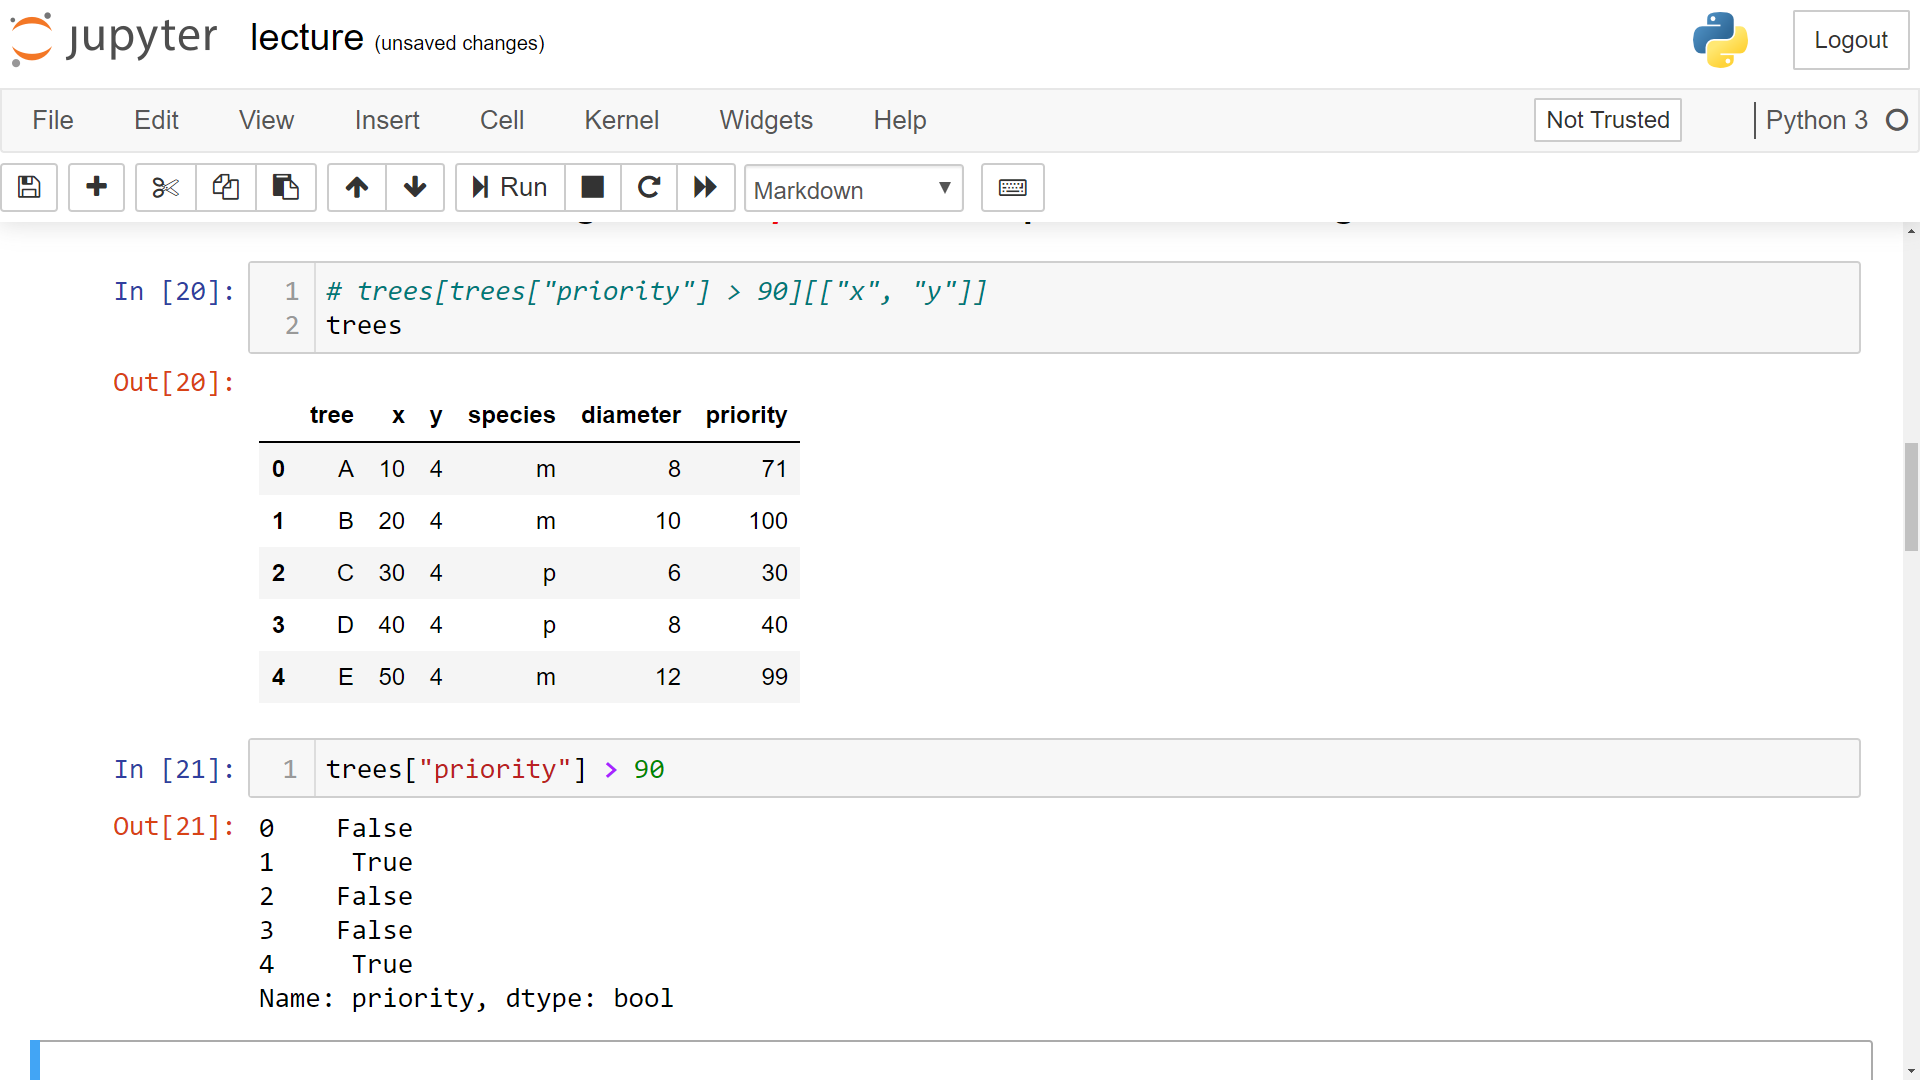 jupyter lecture (unsaved changes) Logout
File Edit View Insert Cell Kernel Widgets Help Not Trusted Python 3
Run Markdown
In [20]: 1 # trees[trees["priority"] > 90][["x", "y"]]
2 trees
Out[20]:
tree x y species diameter priority
0 A 10 4 m 8 71
1 B 20 4 m 10 100
2 C 30 4 p 6 30
3 D 40 4 p 8 40
4 E 50 4 m 12 99
In [21]: 1 trees["priority"] > 90
Out[21]: 0 False
1 True
2 False
3 False
4 True
Name: priority, dtype: bool